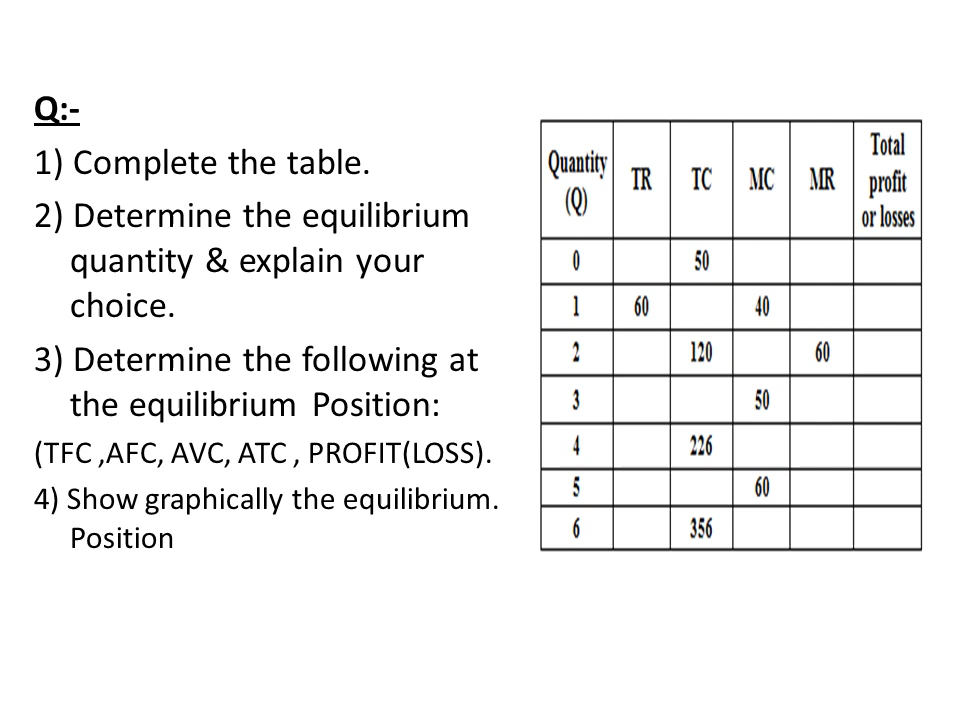 Q:-
1) Complete the table.
2) Determine the equilibrium
quantity & explain your
choice.
3) Determine the following at
the equilibrium Position:
(TFC ,AFC, AVC, ATC , PROFIT(LOSS).
4) Show graphically the equilibrium.
Position
Quantity (Q) TR TC MC MR Total profit or losses
0 50
1 60 40
2 120 60
3 50
4 226
5 60
6 356